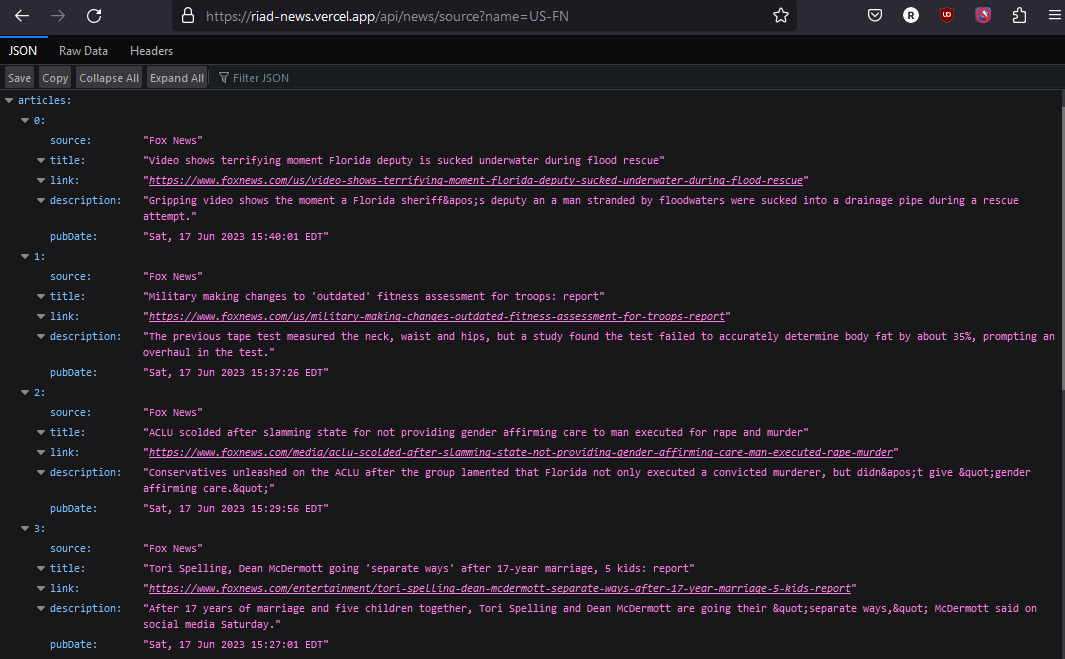 https://riad-news.vercel.app/api/news/source?name=US-FN
R
UD
JSON Raw Data Headers
Save Copy Collapse All Expand All Filter JSON
articles:
0:
source: "Fox News"
title: "Video shows terrifying moment Florida deputy is sucked underwater during flood rescue"
link: "https://www.foxnews.com/us/video-shows-terrifying-moment-florida-deputy-sucked-underwater-during-flood-rescue"
description: "Gripping video shows the moment a Florida sheriff&apos;s deputy an a man stranded by floodwaters were sucked into a drainage pipe during a rescue
attempt."
pubDate: "Sat, 17 Jun 2023 15:40:01 EDT"
1:
source: "Fox News"
title: "Military making changes to 'outdated' fitness assessment for troops: report"
link: "https://www.foxnews.com/us/military-making-changes-outdated-fitness-assessment-for-troops-report"
description: "The previous tape test measured the neck, waist and hips, but a study found the test failed to accurately determine body fat by about 35%, prompting an
overhaul in the test."
pubDate: "Sat, 17 Jun 2023 15:37:26 EDT"
2:
source: "Fox News"
title: "ACLU scolded after slamming state for not providing gender affirming care to man executed for rape and murder"
link: "https://www.foxnews.com/media/aclu-scolded-after-slamming-state-not-providing-gender-affirming-care-man-executed-rape-murder"
description: "Conservatives unleashed on the ACLU after the group lamented that Florida not only executed a convicted murderer, but didn&apos;t give &quot;gender
affirming care.&quot;"
pubDate: "Sat, 17 Jun 2023 15:29:56 EDT"
3:
source: "Fox News"
title: "Tori Spelling, Dean McDermott going 'separate ways' after 17-year marriage, 5 kids: report"
link: "https://www.foxnews.com/entertainment/tori-spelling-dean-mcdermott-separate-ways-after-17-year-marriage-5-kids-report"
description: "After 17 years of marriage and five children together, Tori Spelling and Dean McDermott are going their &quot;separate ways,&quot; McDermott said on
social media Saturday."
pubDate: "Sat, 17 Jun 2023 15:27:01 EDT"